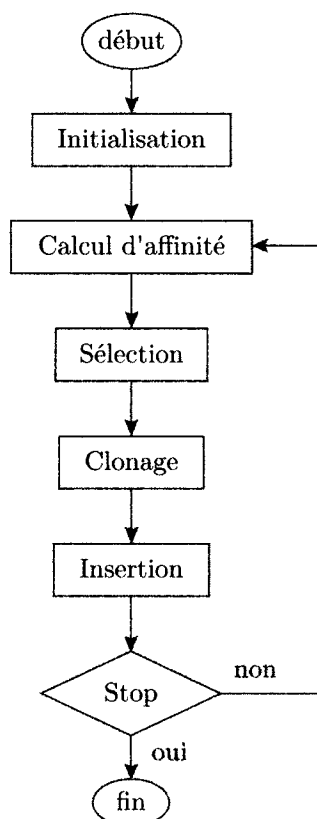 début
Initialisation
Calcul d'affinité
Sélection
Clonage
Insertion
Stop
non
oui
fin